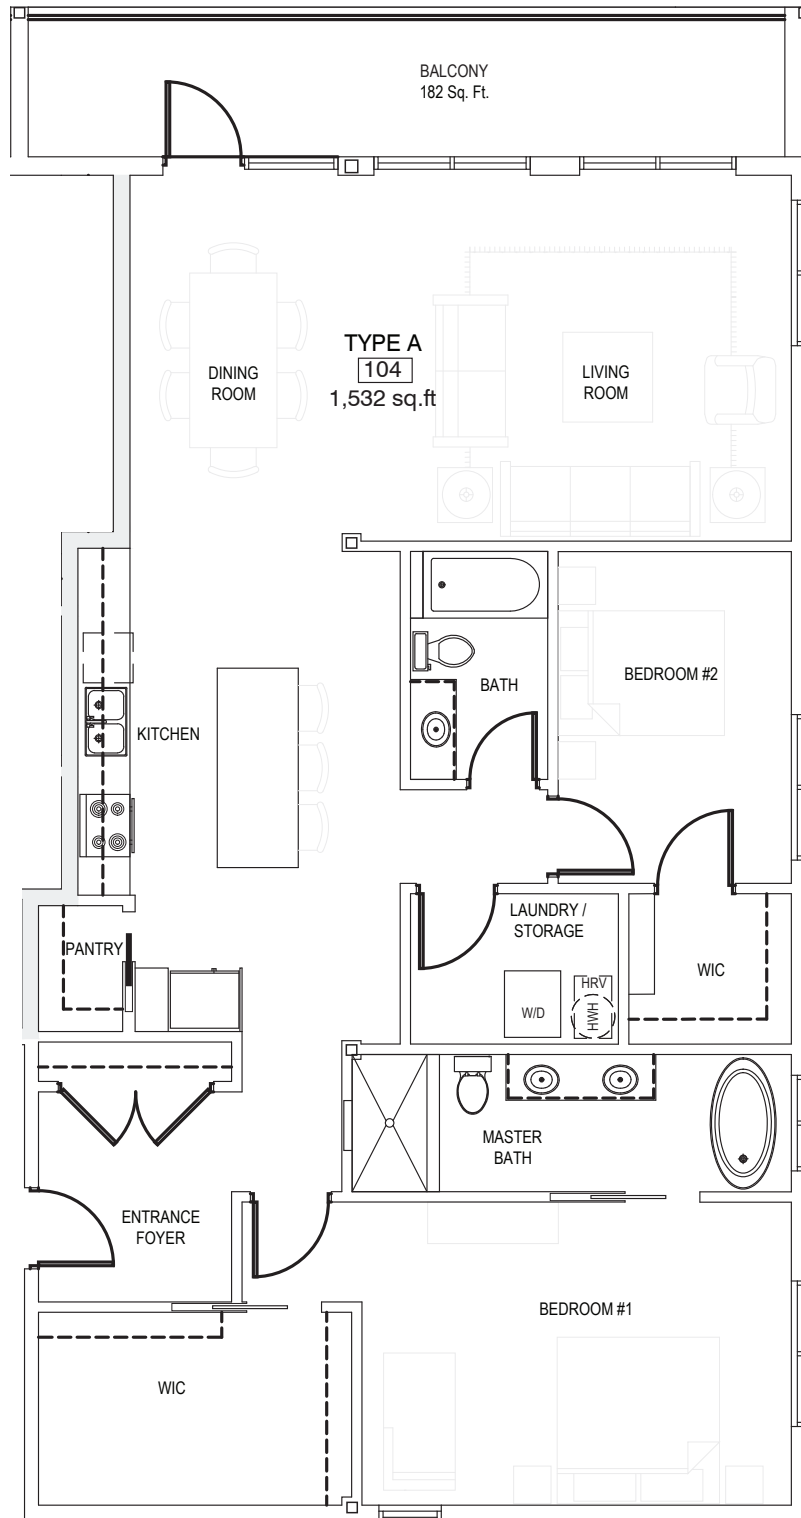 BALCONY
182 Sq. Ft.
TYPE A
104
1,532 sq.ft
DINING
ROOM
LIVING
ROOM
KITCHEN
BATH
BEDROOM #2
PANTRY
LAUNDRY /
STORAGE
W/D
HRV
HWH
WIC
MASTER
BATH
ENTRANCE
FOYER
BEDROOM #1
WIC